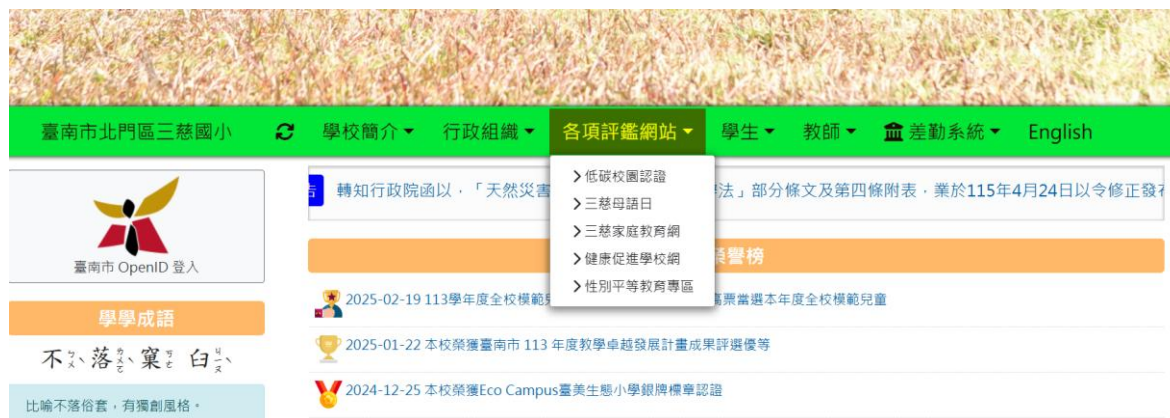 臺南市北門區三慈國小 學校簡介 行政組織 各項評鑑網站 學生 教師 差勤系統 English
臺南市 OpenID 登入
學學成語
不落窠臼
ㄅㄨˋ ㄌㄨㄛˋ ㄎㄜ ㄐㄧㄡˋ
比喻不落俗套,有獨創風格。
低碳校園認證
三慈母語日
三慈家庭教育網
健康促進學校網
性別平等教育專區
轉知行政院函以,「天然災害 法」部分條文及第四條附表,業於115年4月24日以令修正發
榮譽榜
2025-02-19 113學年度全校模範 高票當選本年度全校模範兒童
2025-01-22 本校榮獲臺南市 113 年度教學卓越發展計畫成果評選優等
2024-12-25 本校榮獲Eco Campus臺美生態小學銀牌標章認證